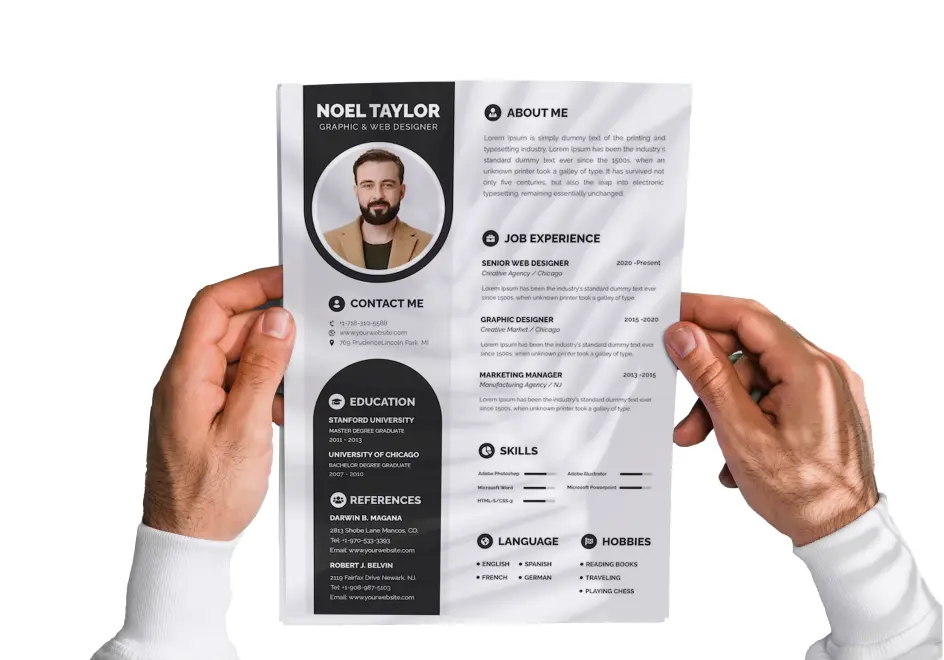 NOEL TAYLOR
GRAPHIC & WEB DESIGNER
CONTACT ME
+1-718-310-5588
www.yourwebsite.com
769 PrudenceLincoln Park, MI
EDUCATION
STANFORD UNIVERSITY
MASTER DEGREE GRADUATE
2011 - 2013
UNIVERSITY OF CHICAGO
BACHELOR DEGREE GRADUATE
2007 - 2010
REFERENCES
DARWIN B. MAGANA
2813 Shobe Lane Mancos, CO.
Tel: +1-970-533-3393
Email: www.yourwebsite.com
ROBERT J. BELVIN
2119 Fairfax Drive Newark, NJ.
Tel: +1-908-987-5103
Email: www.yourwebsite.com
ABOUT ME
Lorem Ipsum is simply dummy text of the printing and
typesetting industry. Lorem Ipsum has been the industry's
standard dummy text ever since the 1500s, when an
unknown printer took a galley of type. It has survived not
only five centuries, but also the leap into electronic
typesetting, remaining essentially unchanged.
JOB EXPERIENCE
SENIOR WEB DESIGNER 2020 -Present
Creative Agency / Chicago
Lorem Ipsum has been the industry's standard dummy text ever
since 1500s, when an unknown printer took a galley of type.
GRAPHIC DESIGNER 2015 -2020
Creative Market / Chicago
Lorem Ipsum has been the industry's standard dummy text ever
since 1500s, when an unknown printer took a galley of type.
MARKETING MANAGER 2013 -2015
Manufacturing Agency / NJ
Lorem Ipsum has been the industry's standard dummy text ever
since 1500s, when an unknown printer took a galley of type.
SKILLS
Adobe Photoshop Adobe Illustrator
Microsoft Word Microsoft Powerpoint
HTML-5/CSS-3
LANGUAGE
ENGLISH SPANISH
FRENCH GERMAN
HOBBIES
READING BOOKS
TRAVELING
PLAYING CHESS